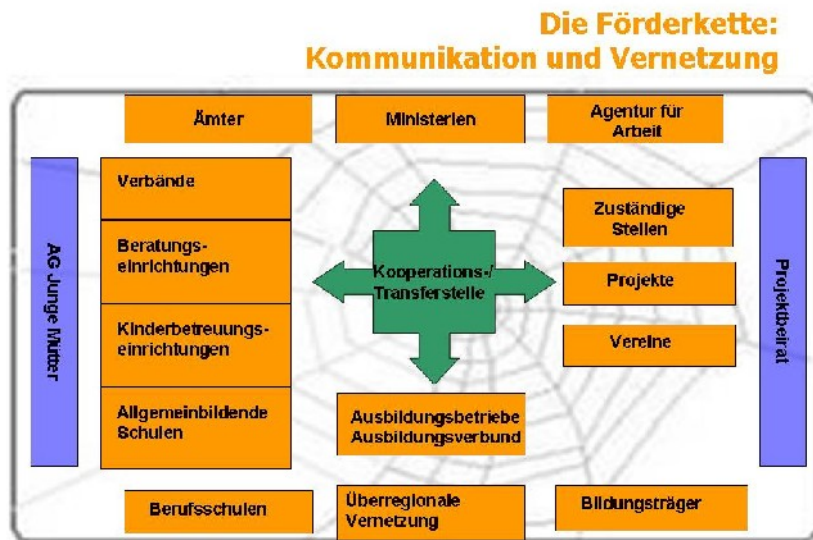 Die Förderkette:
Kommunikation und Vernetzung
Ämter
Ministerien
Agentur für
Arbeit
AG Junge Mütter
Verbände
Beratungs-
einrichtungen
Kinderbetreuungs-
einrichtungen
Allgemeinbildende
Schulen
Kooperations-/
Transferstelle
Ausbildungsbetriebe
Ausbildungsverbund
Zuständige
Stellen
Projekte
Vereine
Projektbeirat
Berufsschulen
Überregionale
Vernetzung
Bildungsträger